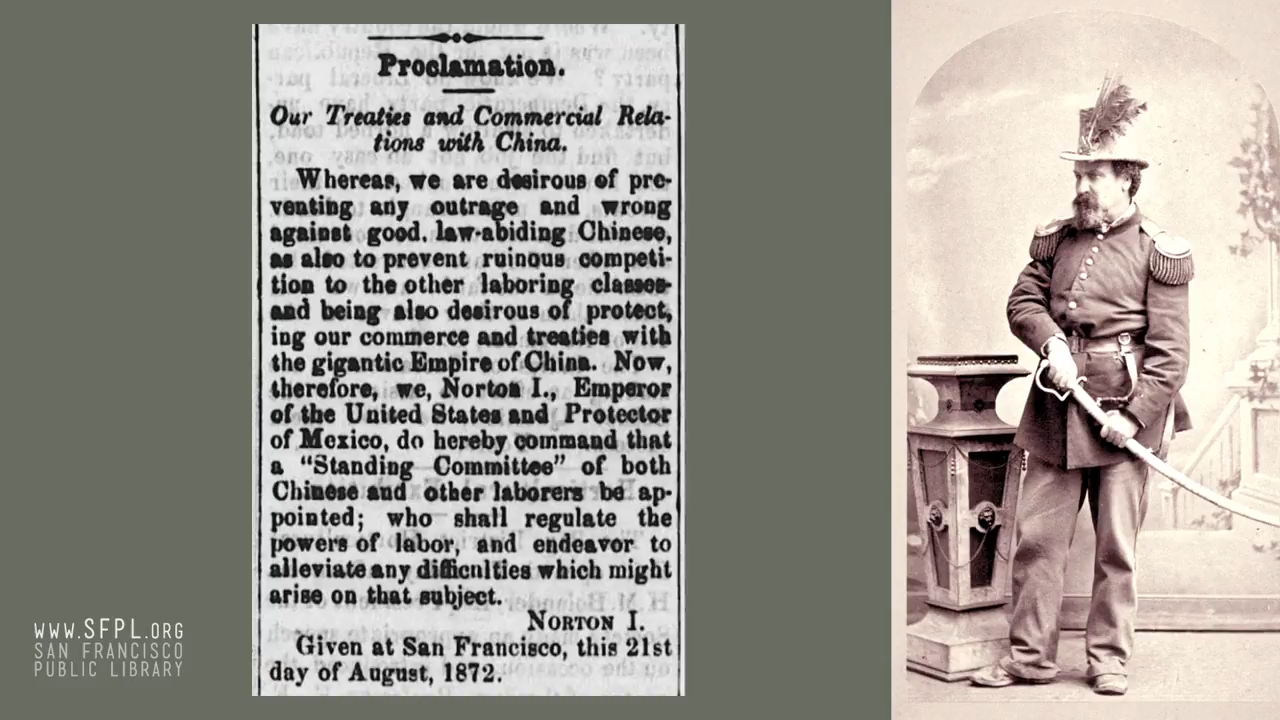 Proclamation.
Our Treaties and Commercial Rela-
tions with China.
Whereas, we are desirous of pre-
venting any outrage and wrong
against good, law-abiding Chinese,
as also to prevent ruinous competi-
tion to the other laboring classes-
and being also desirous of protect,
ing our commerce and treaties with
the gigantic Empire of China. Now,
therefore, we, Norton I., Emperor
of the United States and Protector
of Mexico, do hereby command that
a "Standing Committee" of both
Chinese and other laborers be ap-
pointed; who shall regulate the
powers of labor, and endeavor to
alleviate any difficulties which might
arise on that subject.
NORTON I.
Given at San Francisco, this 21st
day of August, 1872.
WWW.SFPL.ORG
SAN FRANCISCO
PUBLIC LIBRARY